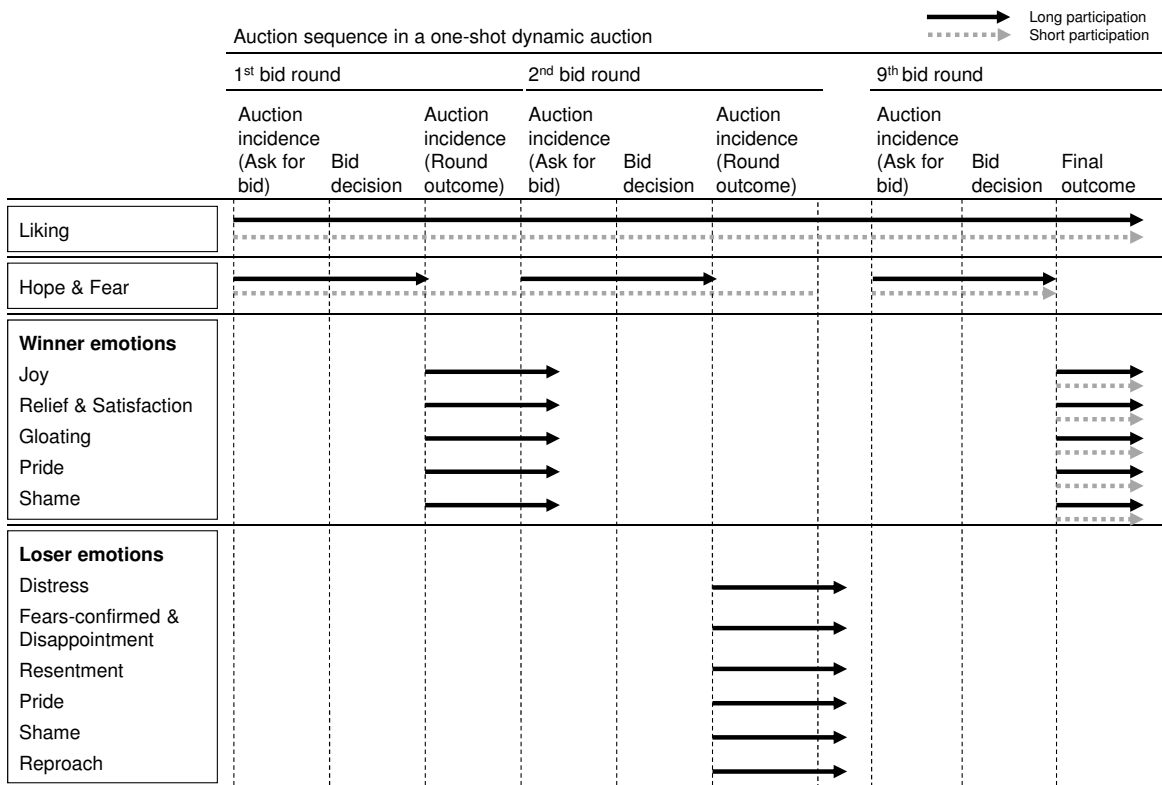 Long participation
Short participation
Auction sequence in a one-shot dynamic auction
1st bid round
2nd bid round
9th bid round
Auction
incidence
(Ask for
bid)
Bid
decision
Auction
incidence
(Round
outcome)
Auction
incidence
(Ask for
bid)
Bid
decision
Auction
incidence
(Round
outcome)
Auction
incidence
(Ask for
bid)
Bid
decision
Final
outcome
Liking
Hope & Fear
Winner emotions
Joy
Relief & Satisfaction
Gloating
Pride
Shame
Loser emotions
Distress
Fears-confirmed &
Disappointment
Resentment
Pride
Shame
Reproach